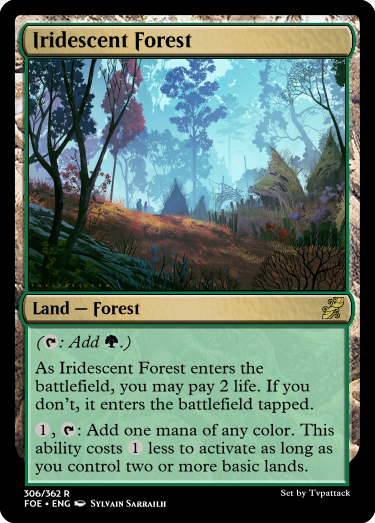 Iridescent Forest
Land — Forest
(T: Add G.)
As Iridescent Forest enters the
battlefield, you may pay 2 life. If you
don't, it enters the battlefield tapped.
1, T: Add one mana of any color. This
ability costs 1 less to activate as long as
you control two or more basic lands.
306/362 R
FOE • ENG Sylvain Sarrailh
Set by Tvpattack